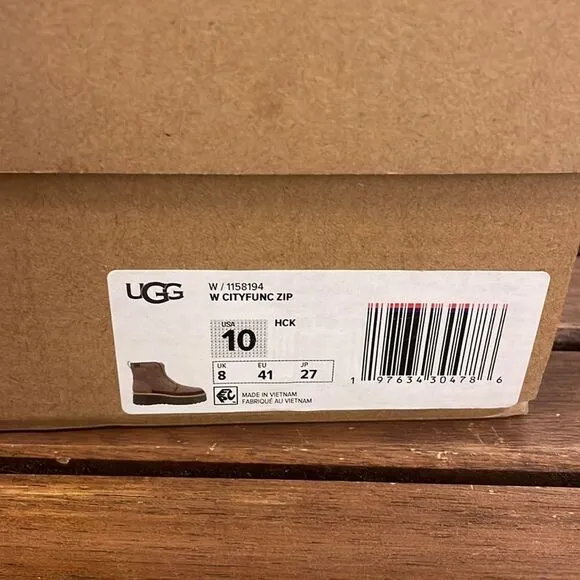 UGG
W / 1158194
W CITYFUNC ZIP
USA
10
HCK
UK EU JP
8 41 27
MADE IN VIETNAM
FABRIQUÉ AU VIETNAM
1 97634 30478 6